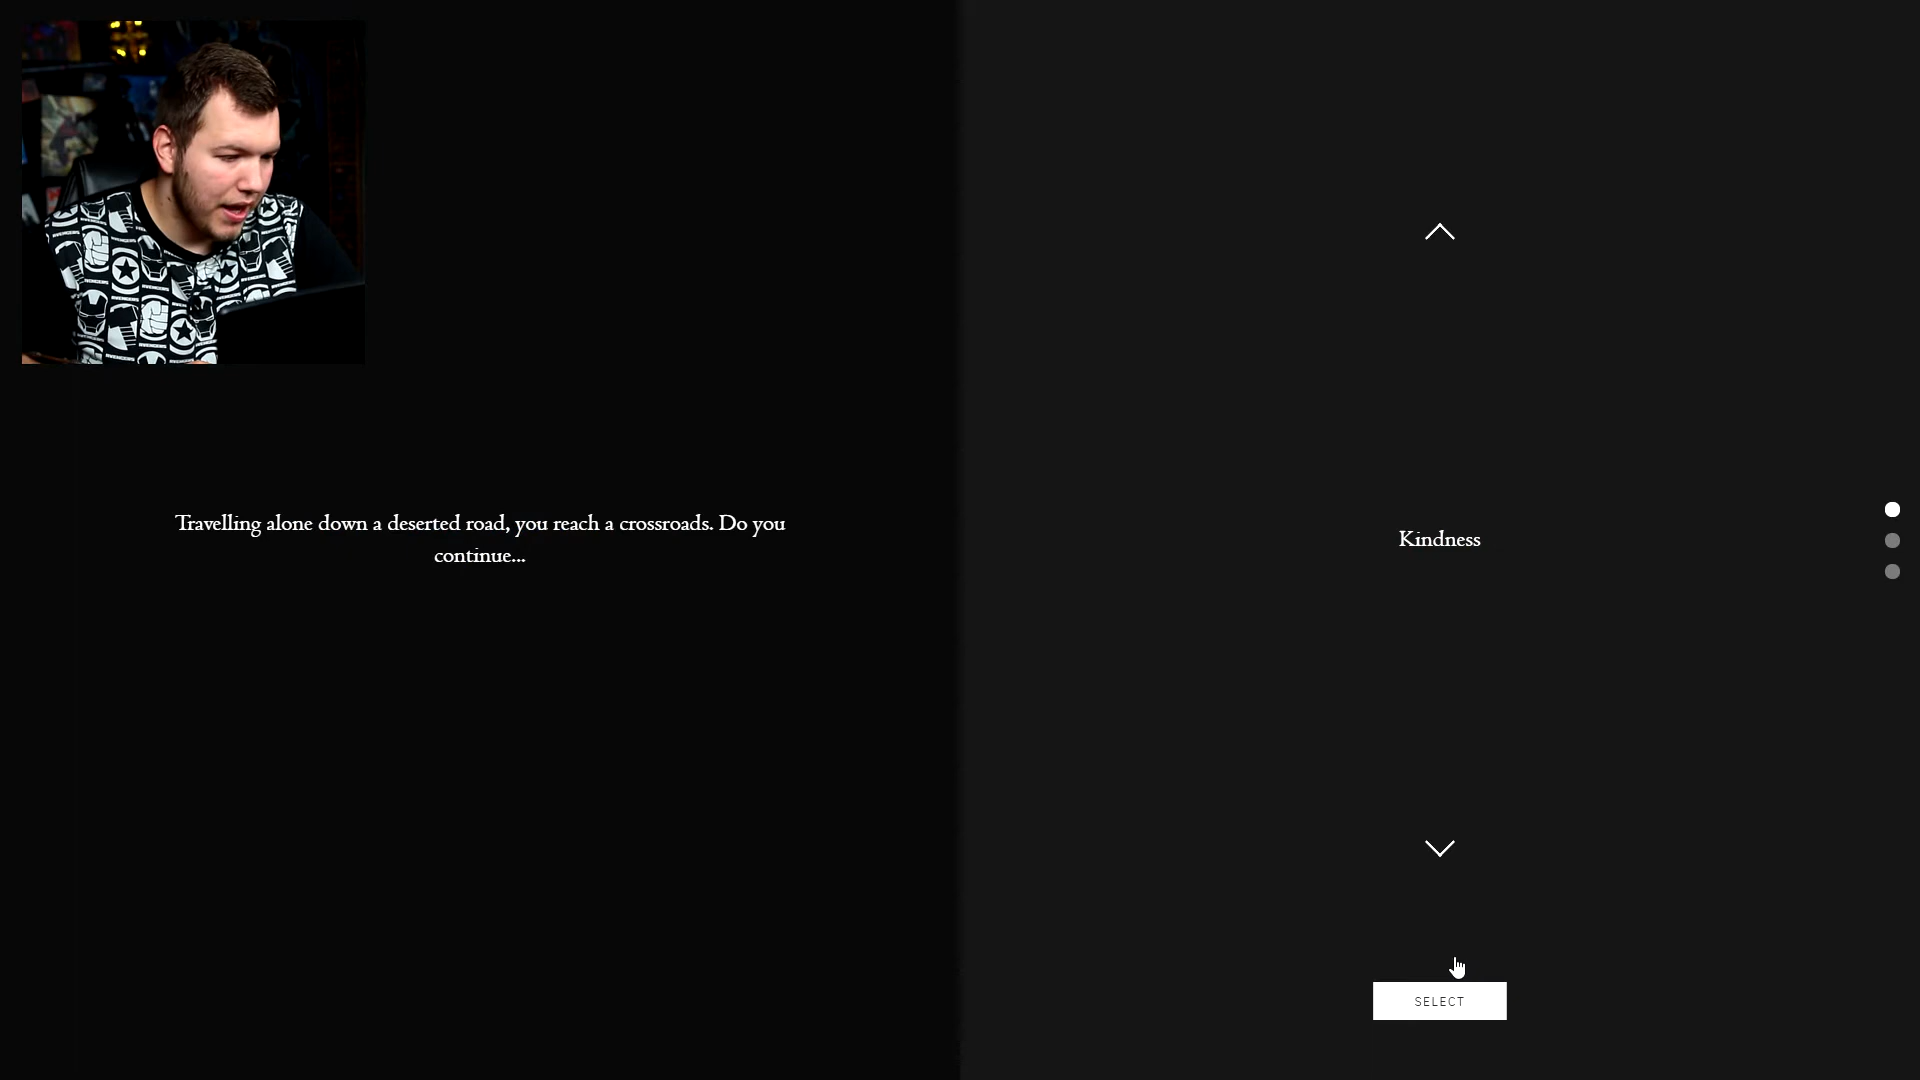 Travelling alone down a deserted road, you reach a crossroads. Do you
continue...
Kindness
SELECT